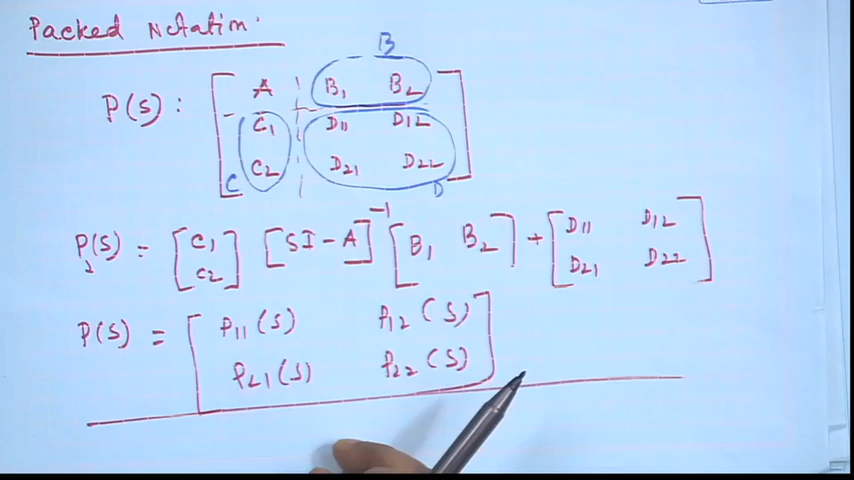 Packed Notation.
B
P(s) : [ A B₁ B₂
C₁ D₁₁ D₁₂
C₂ D₂₁ D₂₂ ]
C D
P(s) = [ C₁ C₂ ] [SI - A]⁻¹ [ B₁ B₂ ] + [ D₁₁ D₁₂
D₂₁ D₂₂ ]
P(s) = [ P₁₁(s) P₁₂(s)
P₂₁(s) P₂₂(s) ]